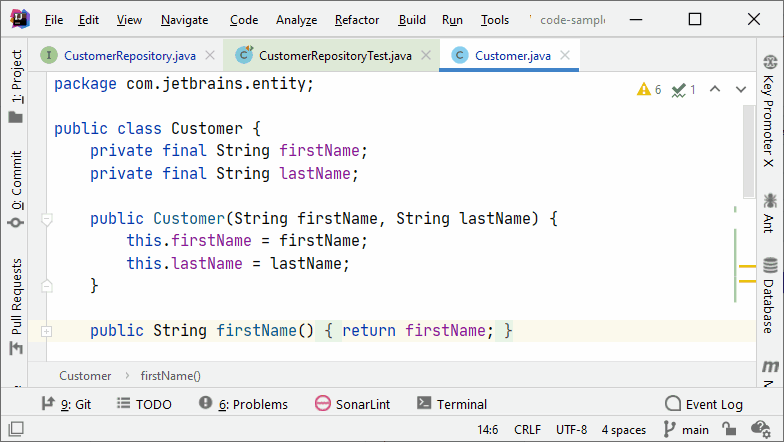 IJ
File Edit View Navigate Code Analyze Refactor Build Run Tools code-sample
CustomerRepository.java CustomerRepositoryTest.java Customer.java
package com.jetbrains.entity;
6 1
public class Customer {
private final String firstName;
private final String lastName;
public Customer(String firstName, String lastName) {
this.firstName = firstName;
this.lastName = lastName;
}
public String firstName() { return firstName; }
Customer > firstName()
1: Project
0: Commit
Pull Requests
Key Promoter X
Ant
Database
m
9: Git TODO 6: Problems SonarLint Terminal Event Log
14:6 CRLF UTF-8 4 spaces main